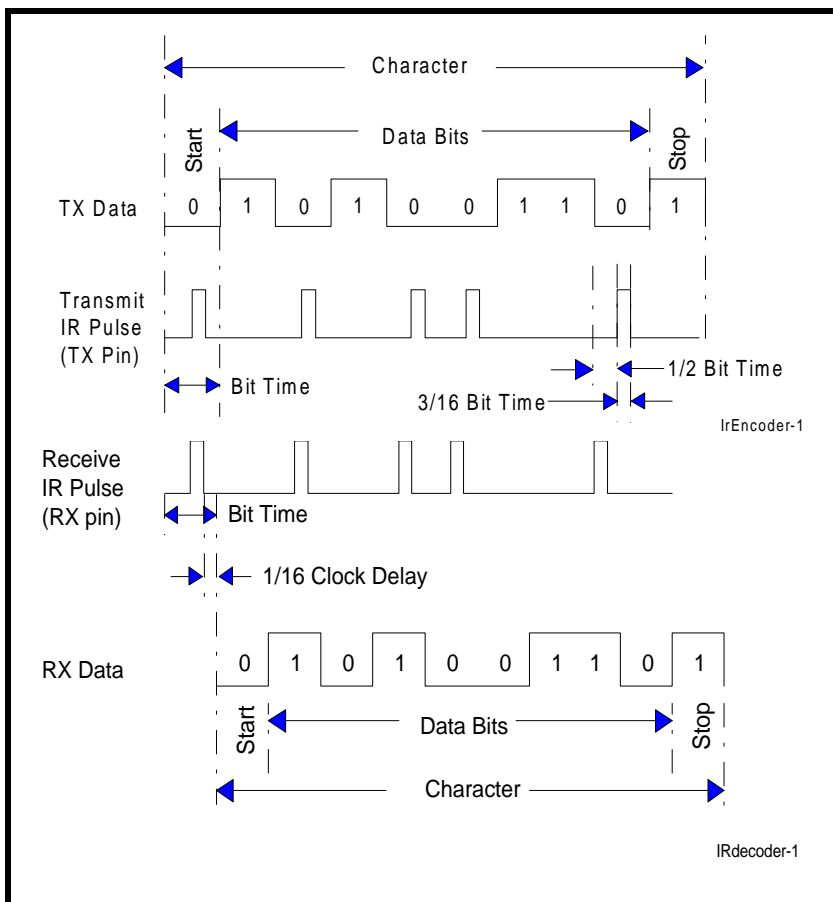 Character
Start
Data Bits
Stop
TX Data
0 1 0 1 0 0 1 1 0 1
Transmit
IR Pulse
(TX Pin)
Bit Time
1/2 Bit Time
3/16 Bit Time
IrEncoder-1
Receive
IR Pulse
(RX pin)
Bit Time
1/16 Clock Delay
RX Data
0 1 0 1 0 0 1 1 0 1
Start
Data Bits
Stop
Character
IRdecoder-1